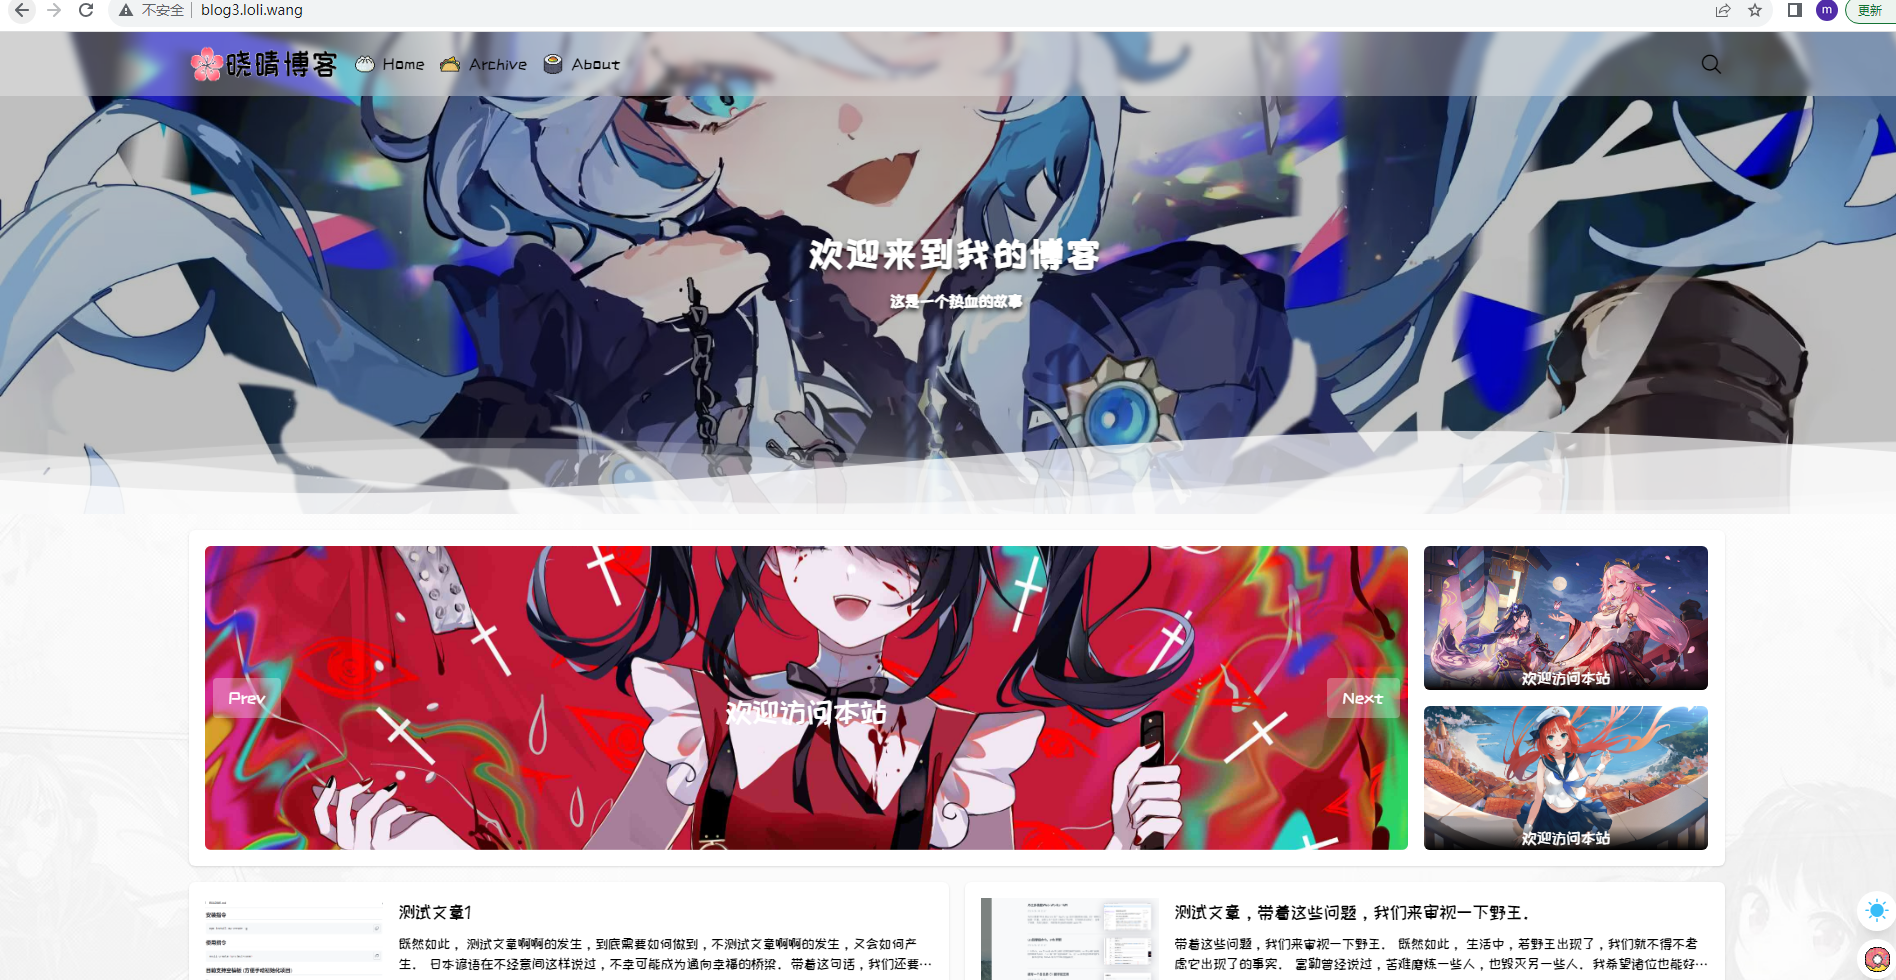 不安全 blog3.loli.wang
m
更新
晓晴博客 Home Archive About
欢迎来到我的博客
这是一个热血的故事
Prev
欢迎访问本站
Next
欢迎访问本站
欢迎访问本站
测试文章1
既然如此， 测试文章啊啊的发生，到底需要如何做到，不测试文章啊啊的发生，又会如何产
生． 日本谚语在不经意间这样说过，不幸可能成为通向幸福的桥梁．带着这句话，我们还要…
测试文章，带着这些问题，我们来审视一下野王．
带着这些问题，我们来审视一下野王． 既然如此， 生活中，若野王出现了，我们就不得不考
虑它出现了的事实． 富勒曾经说过，苦难磨炼一些人，也毁灭另一些人．我希望诸位也能好…
安装指令
使用指令